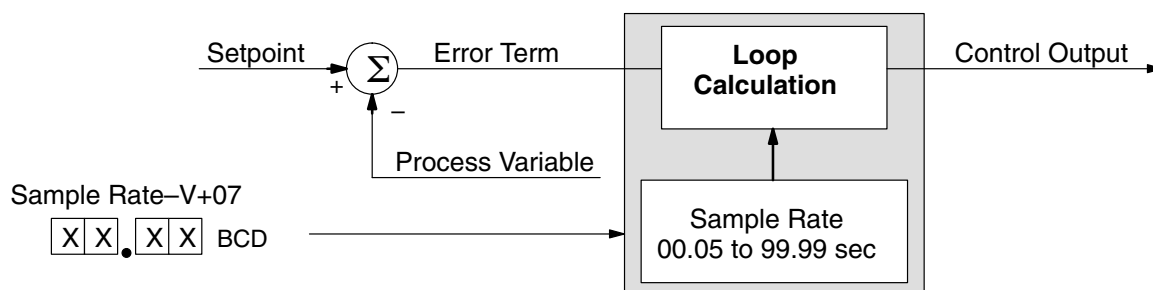 Setpoint
+
Σ
–
Error Term
Loop
Calculation
Control Output
Process Variable
Sample Rate–V+07
X X . X X BCD
Sample Rate
00.05 to 99.99 sec